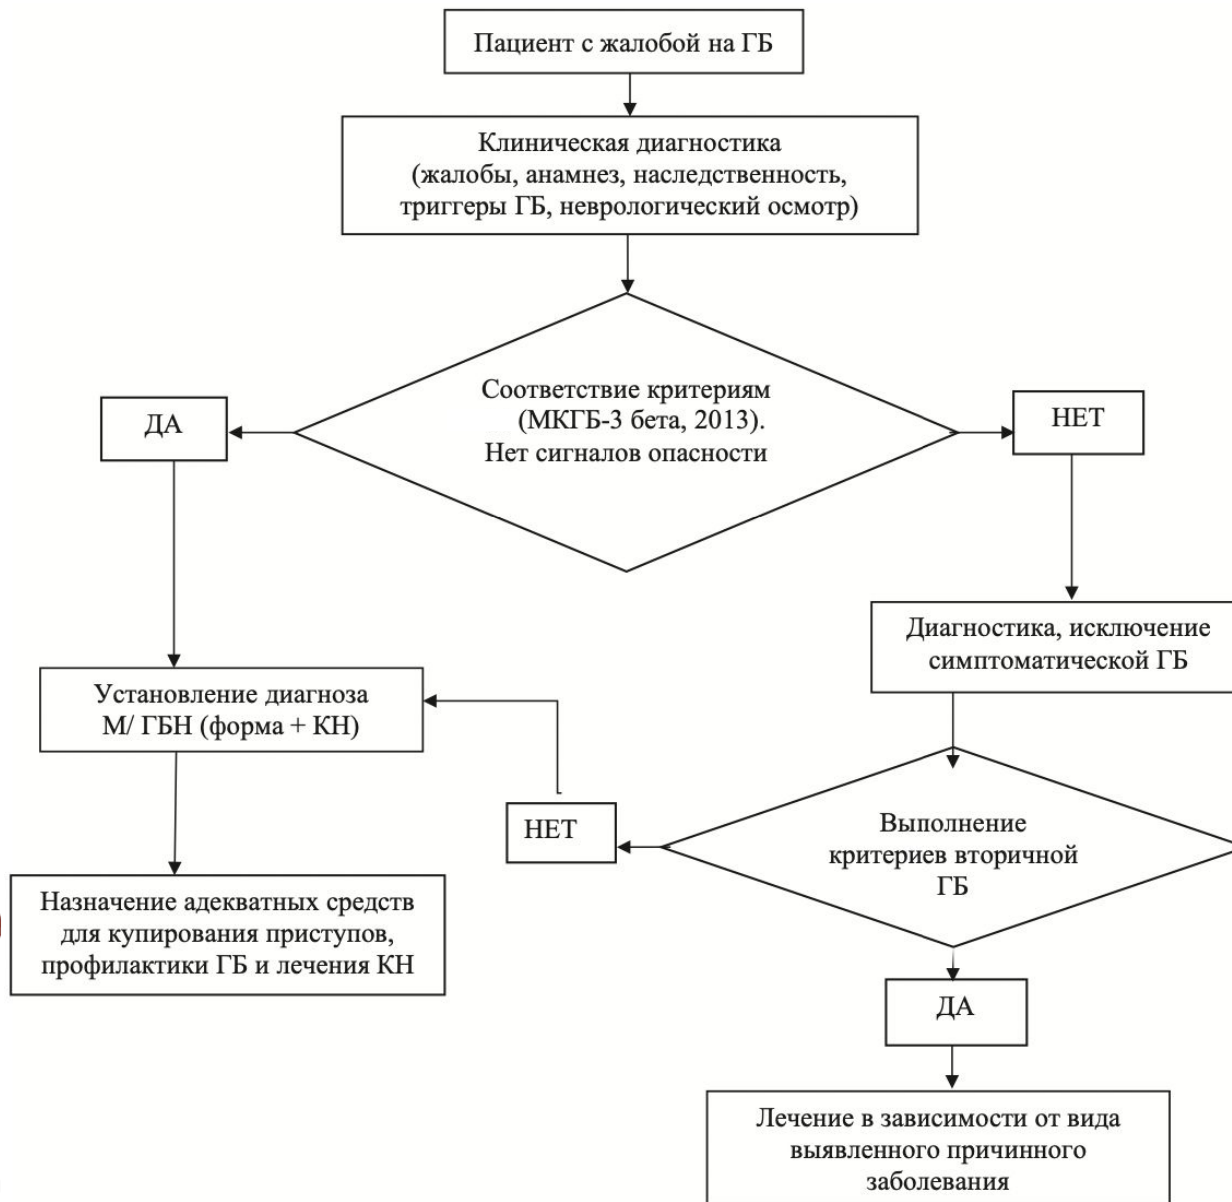 Пациент с жалобой на ГБ
Клиническая диагностика
(жалобы, анамнез, наследственность,
триггеры ГБ, неврологический осмотр)
Соответствие критериям
(МКГБ-3 бета, 2013).
Нет сигналов опасности
ДА
НЕТ
Диагностика, исключение
симптоматической ГБ
Установление диагноза
М/ ГБН (форма + КН)
НЕТ
Выполнение
критериев вторичной
ГБ
Назначение адекватных средств
для купирования приступов,
профилактики ГБ и лечения КН
ДА
Лечение в зависимости от вида
выявленного причинного
заболевания